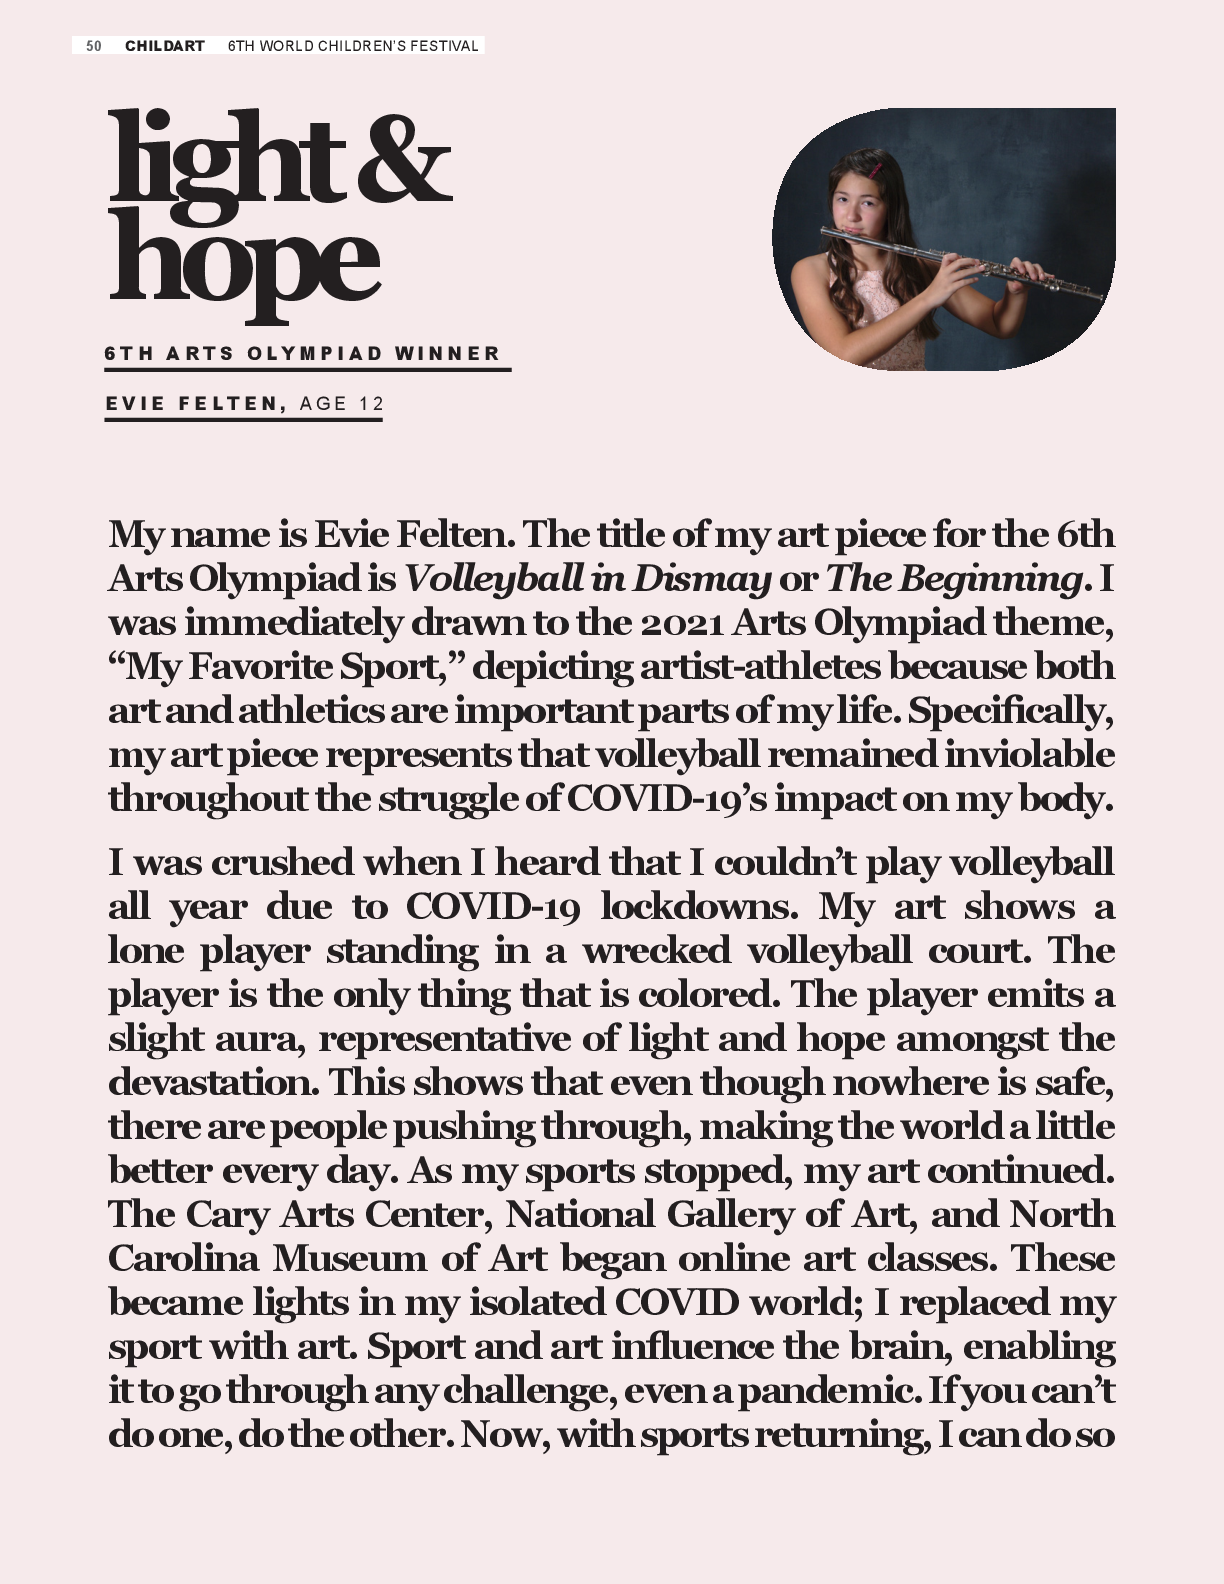 50 CHILDART 6TH WORLD CHILDREN'S FESTIVAL
light &
hope
6TH ARTS OLYMPIAD WINNER
EVIE FELTEN, AGE 12
My name is Evie Felten. The title of my art piece for the 6th
Arts Olympiad is Volleyball in Dismay or The Beginning. I
was immediately drawn to the 2021 Arts Olympiad theme,
“My Favorite Sport,” depicting artist-athletes because both
art and athletics are important parts of my life. Specifically,
my art piece represents that volleyball remained inviolable
throughout the struggle of COVID-19’s impact on my body.
I was crushed when I heard that I couldn’t play volleyball
all year due to COVID-19 lockdowns. My art shows a
lone player standing in a wrecked volleyball court. The
player is the only thing that is colored. The player emits a
slight aura, representative of light and hope amongst the
devastation. This shows that even though nowhere is safe,
there are people pushing through, making the world a little
better every day. As my sports stopped, my art continued.
The Cary Arts Center, National Gallery of Art, and North
Carolina Museum of Art began online art classes. These
became lights in my isolated COVID world; I replaced my
sport with art. Sport and art influence the brain, enabling
it to go through any challenge, even a pandemic. If you can’t
do one, do the other. Now, with sports returning, I can do so